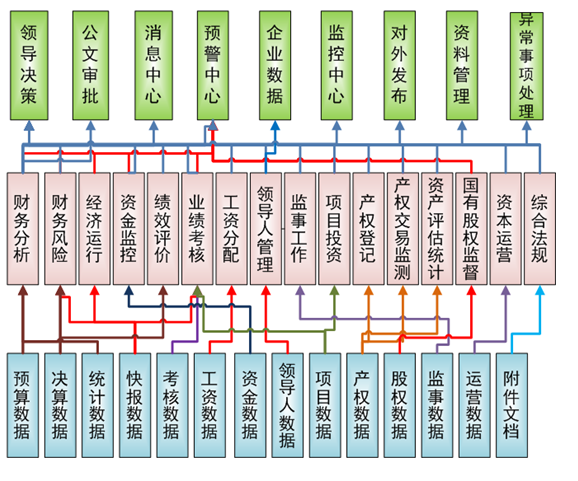 领导决策
公文审批
消息中心
预警中心
企业数据
监控中心
对外发布
资料管理
异常事项处理
财务分析
财务风险
经济运行
资金监控
绩效评价
业绩考核
工资分配
领导人管理
监事工作
项目投资
产权登记
产权交易监测
资产评估统计
国有股权监督
资本运营
综合法规
预算数据
决算数据
统计数据
快报数据
考核数据
工资数据
资金数据
领导人数据
项目数据
产权数据
股权数据
监事数据
运营数据
附件文档